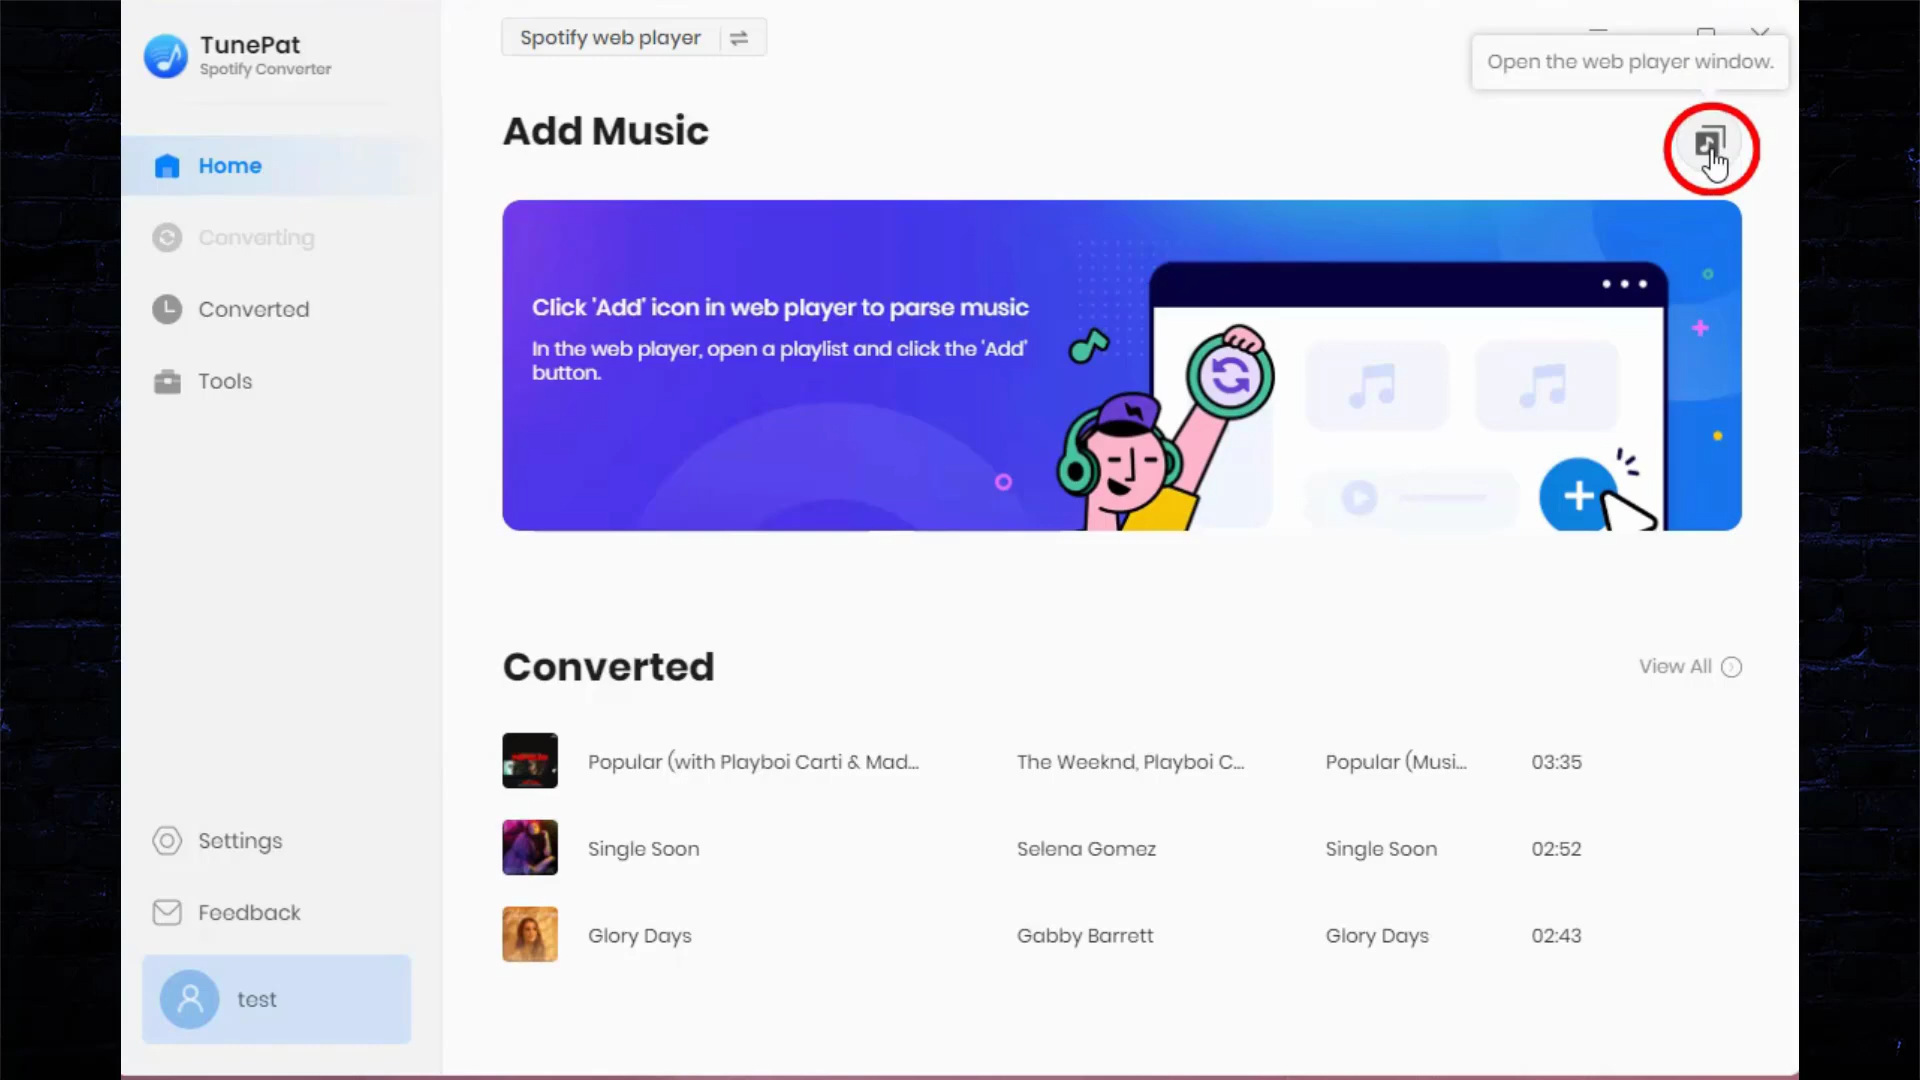 TunePat
Spotify Converter
Home
Converting
Converted
Tools
Settings
Feedback
test
Spotify web player
Open the web player window.
Add Music
Click 'Add' icon in web player to parse music
In the web player, open a playlist and click the 'Add'
button.
Converted
View All
Popular (with Playboi Carti & Mad... The Weeknd, Playboi C... Popular (Musi... 03:35
Single Soon Selena Gomez Single Soon 02:52
Glory Days Gabby Barrett Glory Days 02:43